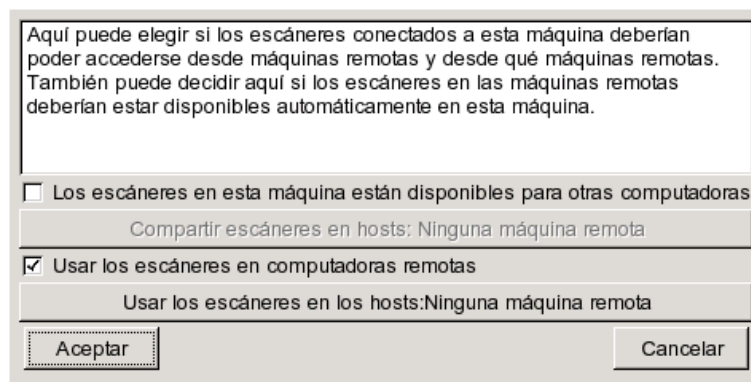 Aquí puede elegir si los escáneres conectados a esta máquina deberían
poder accederse desde máquinas remotas y desde qué máquinas remotas.
También puede decidir aquí si los escáneres en las máquinas remotas
deberían estar disponibles automáticamente en esta máquina.
Los escáneres en esta máquina están disponibles para otras computadoras
Compartir escáneres en hosts: Ninguna máquina remota
Usar los escáneres en computadoras remotas
Usar los escáneres en los hosts:Ninguna máquina remota
Aceptar
Cancelar